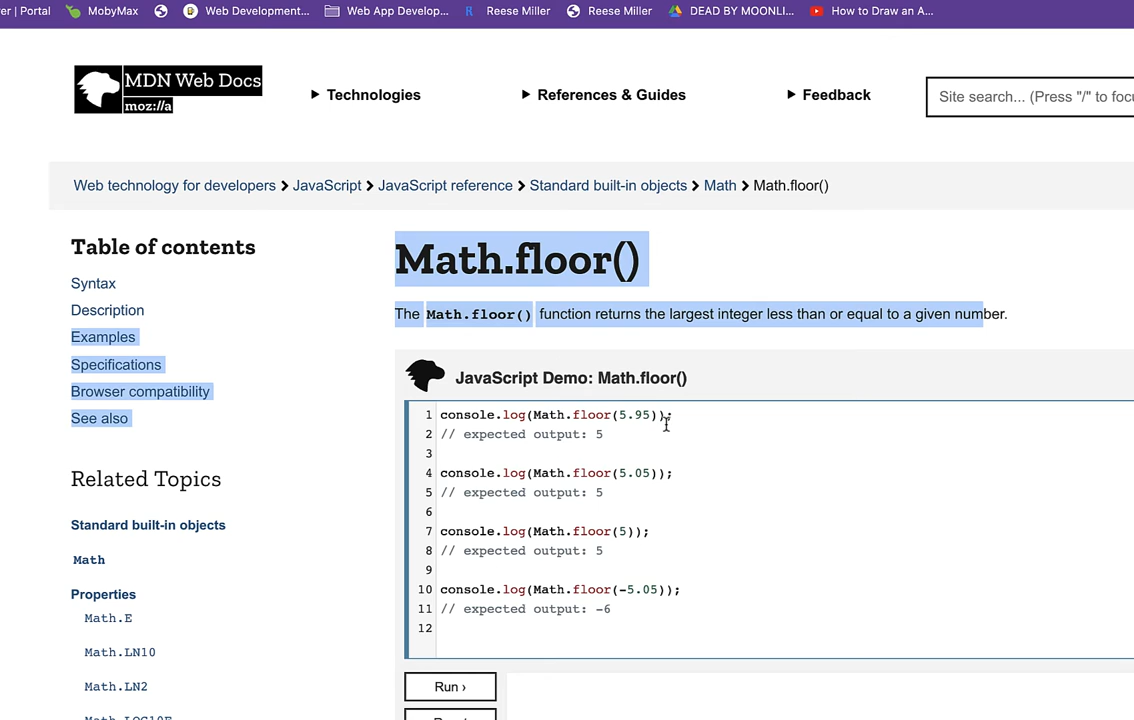 er | Portal MobyMax Web Development... Web App Develop... Reese Miller Reese Miller DEAD BY MOONLI... How to Draw an A...
MDN Web Docs
moz://a
Technologies
References & Guides
Feedback
Site search... (Press "/" to focu
Web technology for developers JavaScript JavaScript reference Standard built-in objects Math Math.floor()
Table of contents
Syntax
Description
Examples
Specifications
Browser compatibility
See also
Related Topics
Standard built-in objects
Math
Properties
Math.E
Math.LN10
Math.LN2
Math.LOG10E
Math.floor()
The Math.floor() function returns the largest integer less than or equal to a given number.
JavaScript Demo: Math.floor()
1 console.log(Math.floor(5.95));
2 // expected output: 5
3
4 console.log(Math.floor(5.05));
5 // expected output: 5
6
7 console.log(Math.floor(5));
8 // expected output: 5
9
10 console.log(Math.floor(-5.05));
11 // expected output: -6
12
Run ›